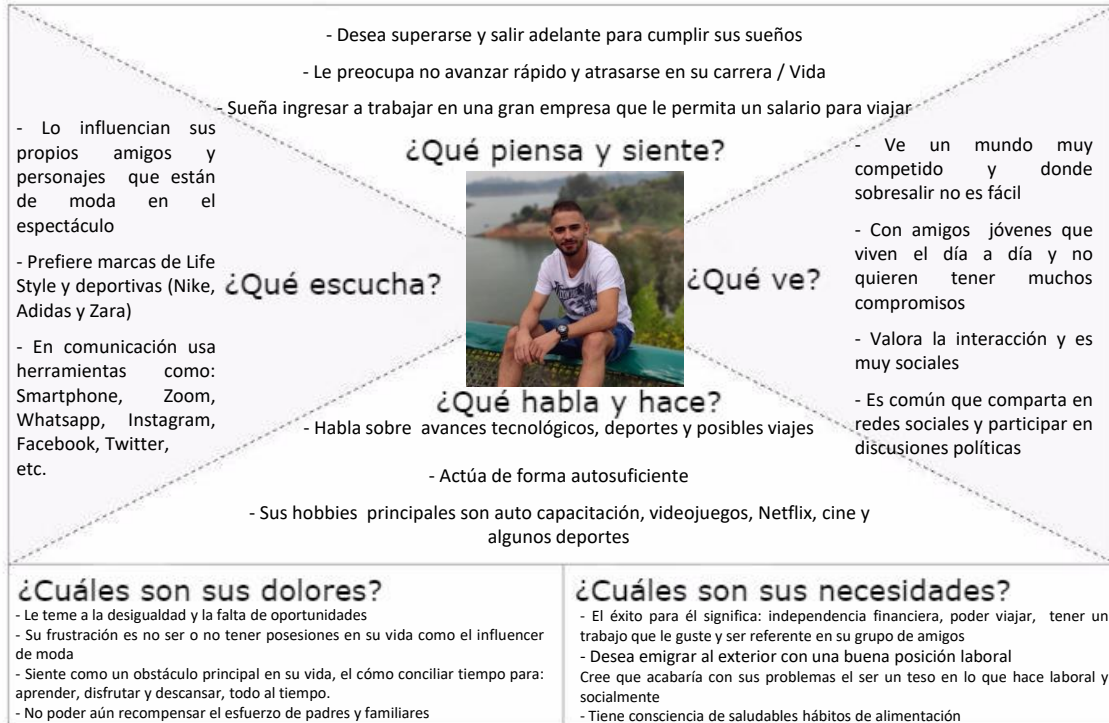 - Desea superarse y salir adelante para cumplir sus sueños
- Le preocupa no avanzar rápido y atrasarse en su carrera / Vida
- Sueña ingresar a trabajar en una gran empresa que le permita un salario para viajar
¿Qué piensa y siente?
- Lo influencian sus
propios amigos y
personajes que están
de moda en el
espectáculo
- Prefiere marcas de Life
Style y deportivas (Nike,
Adidas y Zara)
- En comunicación usa
herramientas como:
Smartphone, Zoom,
Whatsapp, Instagram,
Facebook, Twitter,
etc.
¿Qué escucha?
¿Qué ve?
- Ve un mundo muy
competido y donde
sobresalir no es fácil
- Con amigos jóvenes que
viven el día a día y no
quieren tener muchos
compromisos
- Valora la interacción y es
muy sociales
- Es común que comparta en
redes sociales y participar en
discusiones políticas
¿Qué habla y hace?
- Habla sobre avances tecnológicos, deportes y posibles viajes
- Actúa de forma autosuficiente
- Sus hobbies principales son auto capacitación, videojuegos, Netflix, cine y
algunos deportes
¿Cuáles son sus dolores?
- Le teme a la desigualdad y la falta de oportunidades
- Su frustración es no ser o no tener posesiones en su vida como el influencer
de moda
- Siente como un obstáculo principal en su vida, el cómo conciliar tiempo para:
aprender, disfrutar y descansar, todo al tiempo.
- No poder aún recompensar el esfuerzo de padres y familiares
¿Cuáles son sus necesidades?
- El éxito para él significa: independencia financiera, poder viajar, tener un
trabajo que le guste y ser referente en su grupo de amigos
- Desea emigrar al exterior con una buena posición laboral
Cree que acabaría con sus problemas el ser un teso en lo que hace laboral y
socialmente
- Tiene consciencia de saludables hábitos de alimentación